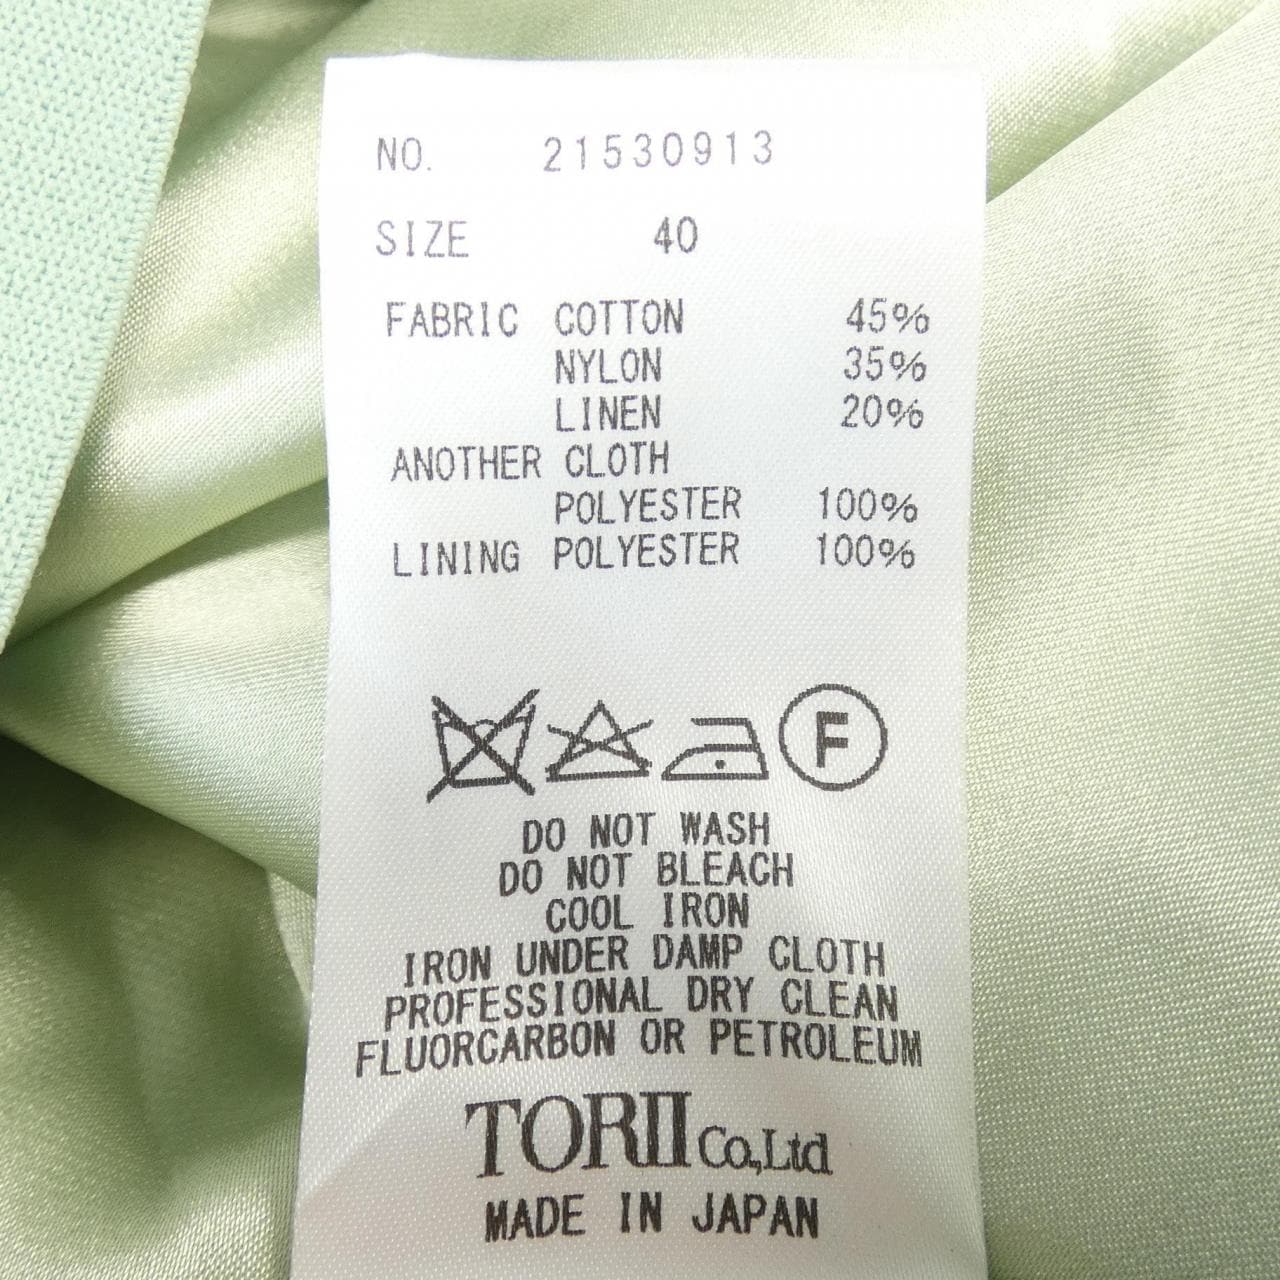 NO. 21530913
SIZE 40
FABRIC COTTON 45%
NYLON 35%
LINEN 20%
ANOTHER CLOTH
POLYESTER 100%
LINING POLYESTER 100%
F
DO NOT WASH
DO NOT BLEACH
COOL IRON
IRON UNDER DAMP CLOTH
PROFESSIONAL DRY CLEAN
FLUORCARBON OR PETROLEUM
TORII Co.,Ltd
MADE IN JAPAN